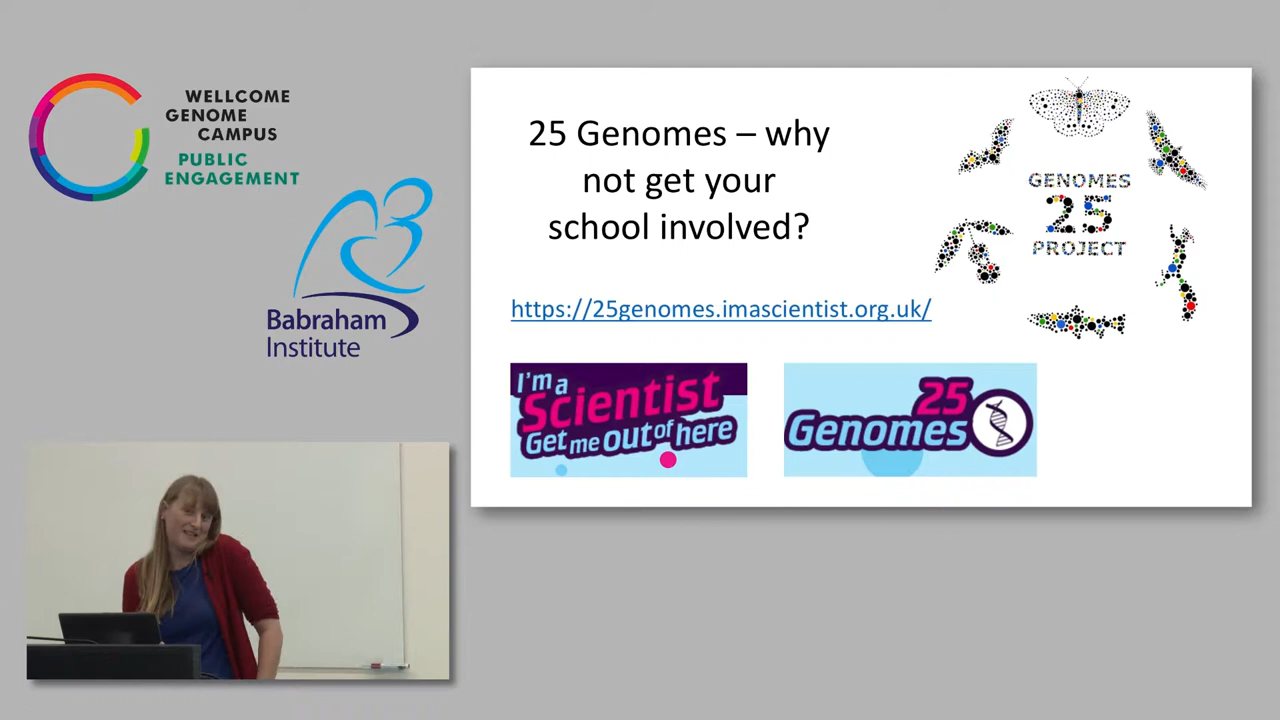 WELLCOME
GENOME
CAMPUS
PUBLIC
ENGAGEMENT
Babraham
Institute
25 Genomes – why
not get your
school involved?
https://25genomes.imascientist.org.uk/
GENOMES
25
PROJECT
I'm a
Scientist
Get me out of here
25
Genomes